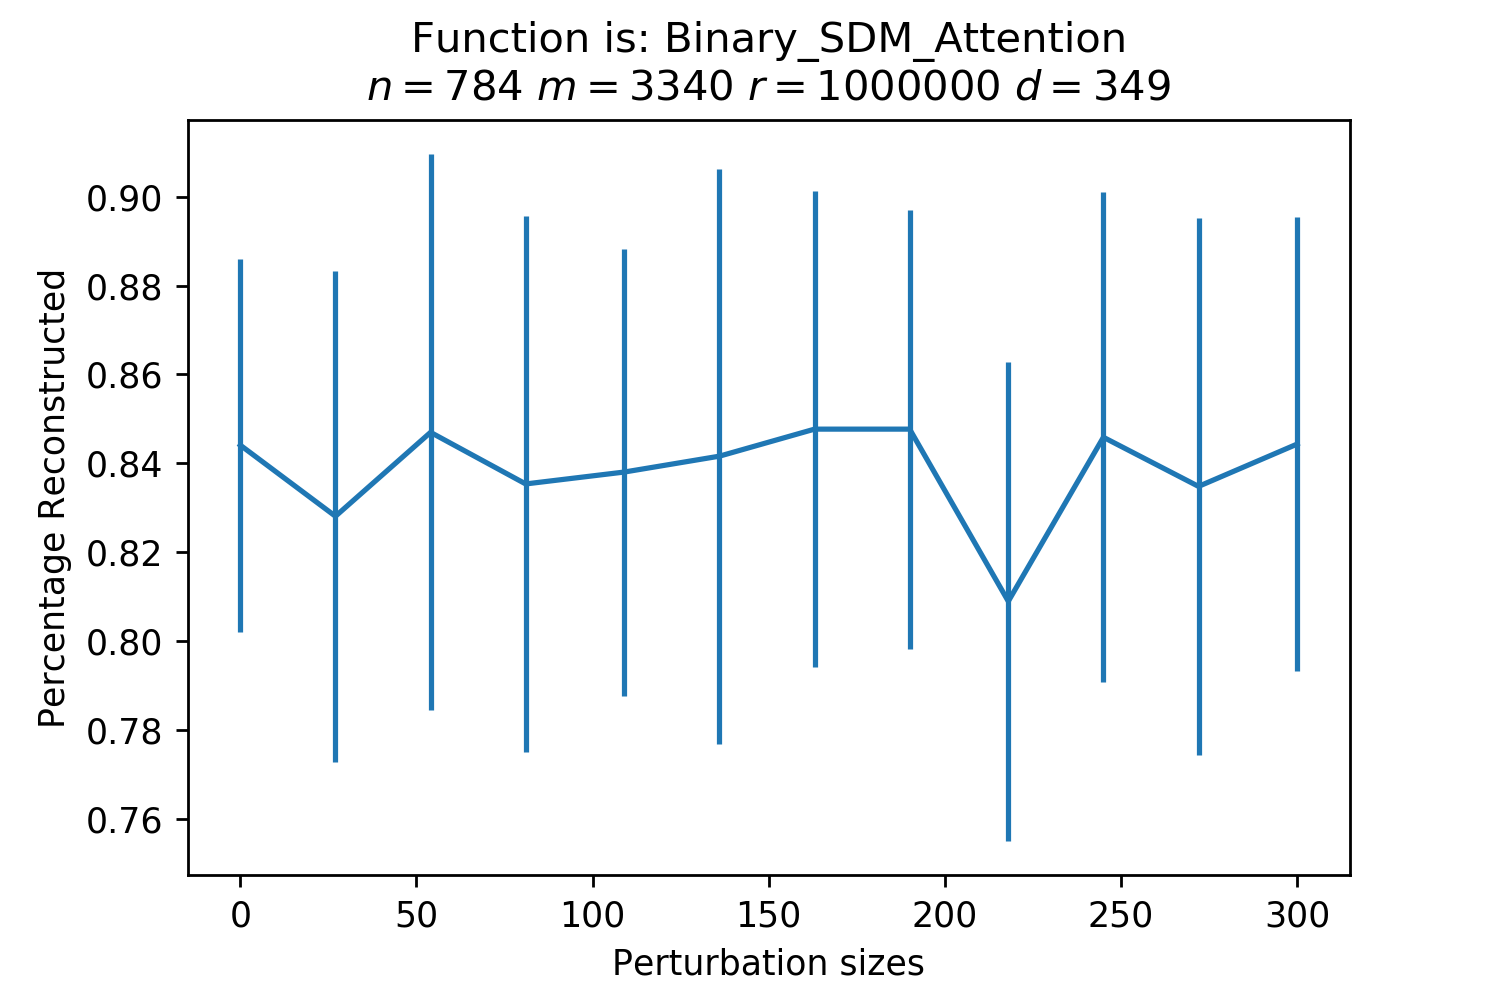 Function is: Binary_SDM_Attention
n = 784 m = 3340 r = 1000000 d = 349
Percentage Reconstructed
0.90
0.88
0.86
0.84
0.82
0.80
0.78
0.76
0 50 100 150 200 250 300
Perturbation sizes